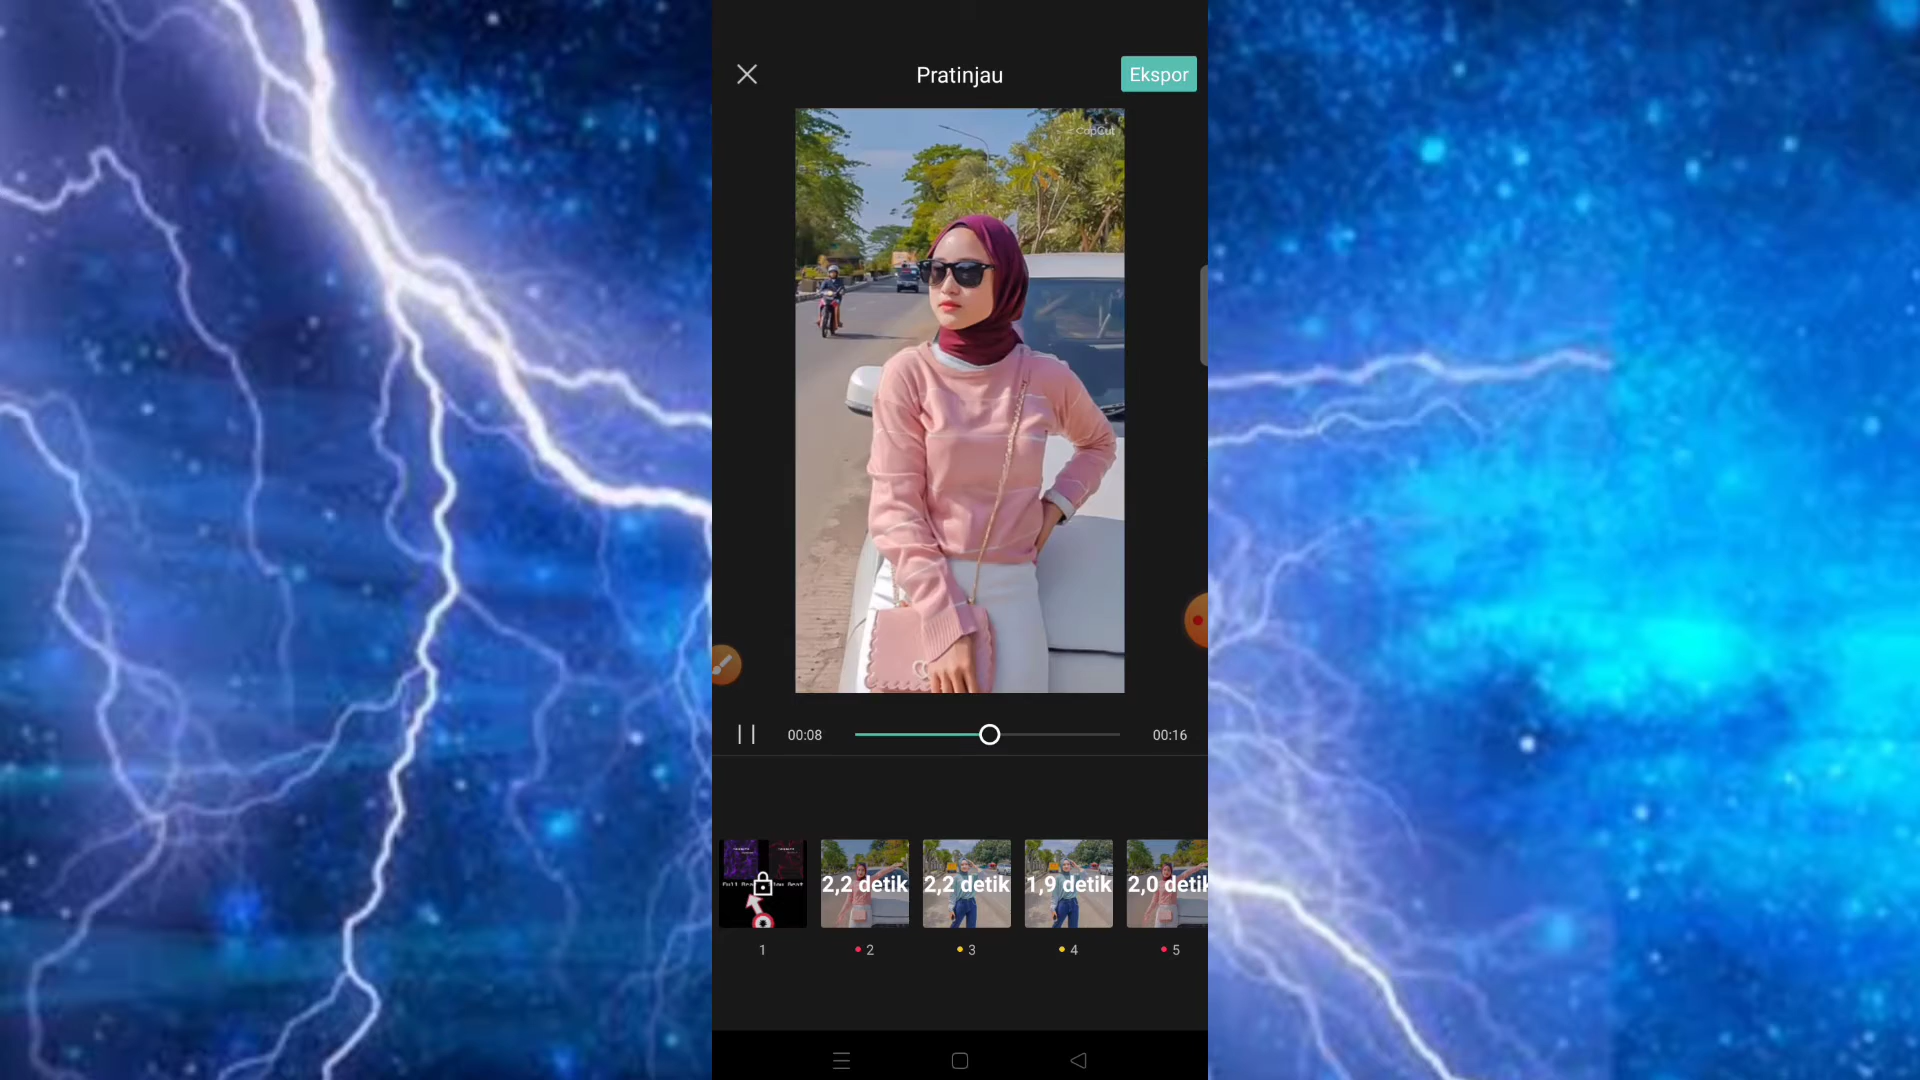 Pratinjau
Ekspor
CapCut
00:08
00:16
2,2 detik
2,2 detik
1,9 detik
2,0 detik
1
2
3
4
5